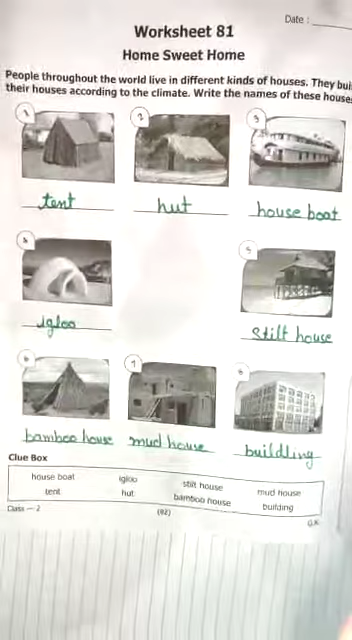 Date :
Worksheet 81
Home Sweet Home
People throughout the world live in different kinds of houses. They bui
their houses according to the climate. Write the names of these house
1 2 3
tent hut house boat
4 5
igloo stilt house
6 7 8
bamboo house mud house buildling
Clue Box
house boat igloo stilt house mud house
tent hut bamboo house building
Class – 2 (82) G.K